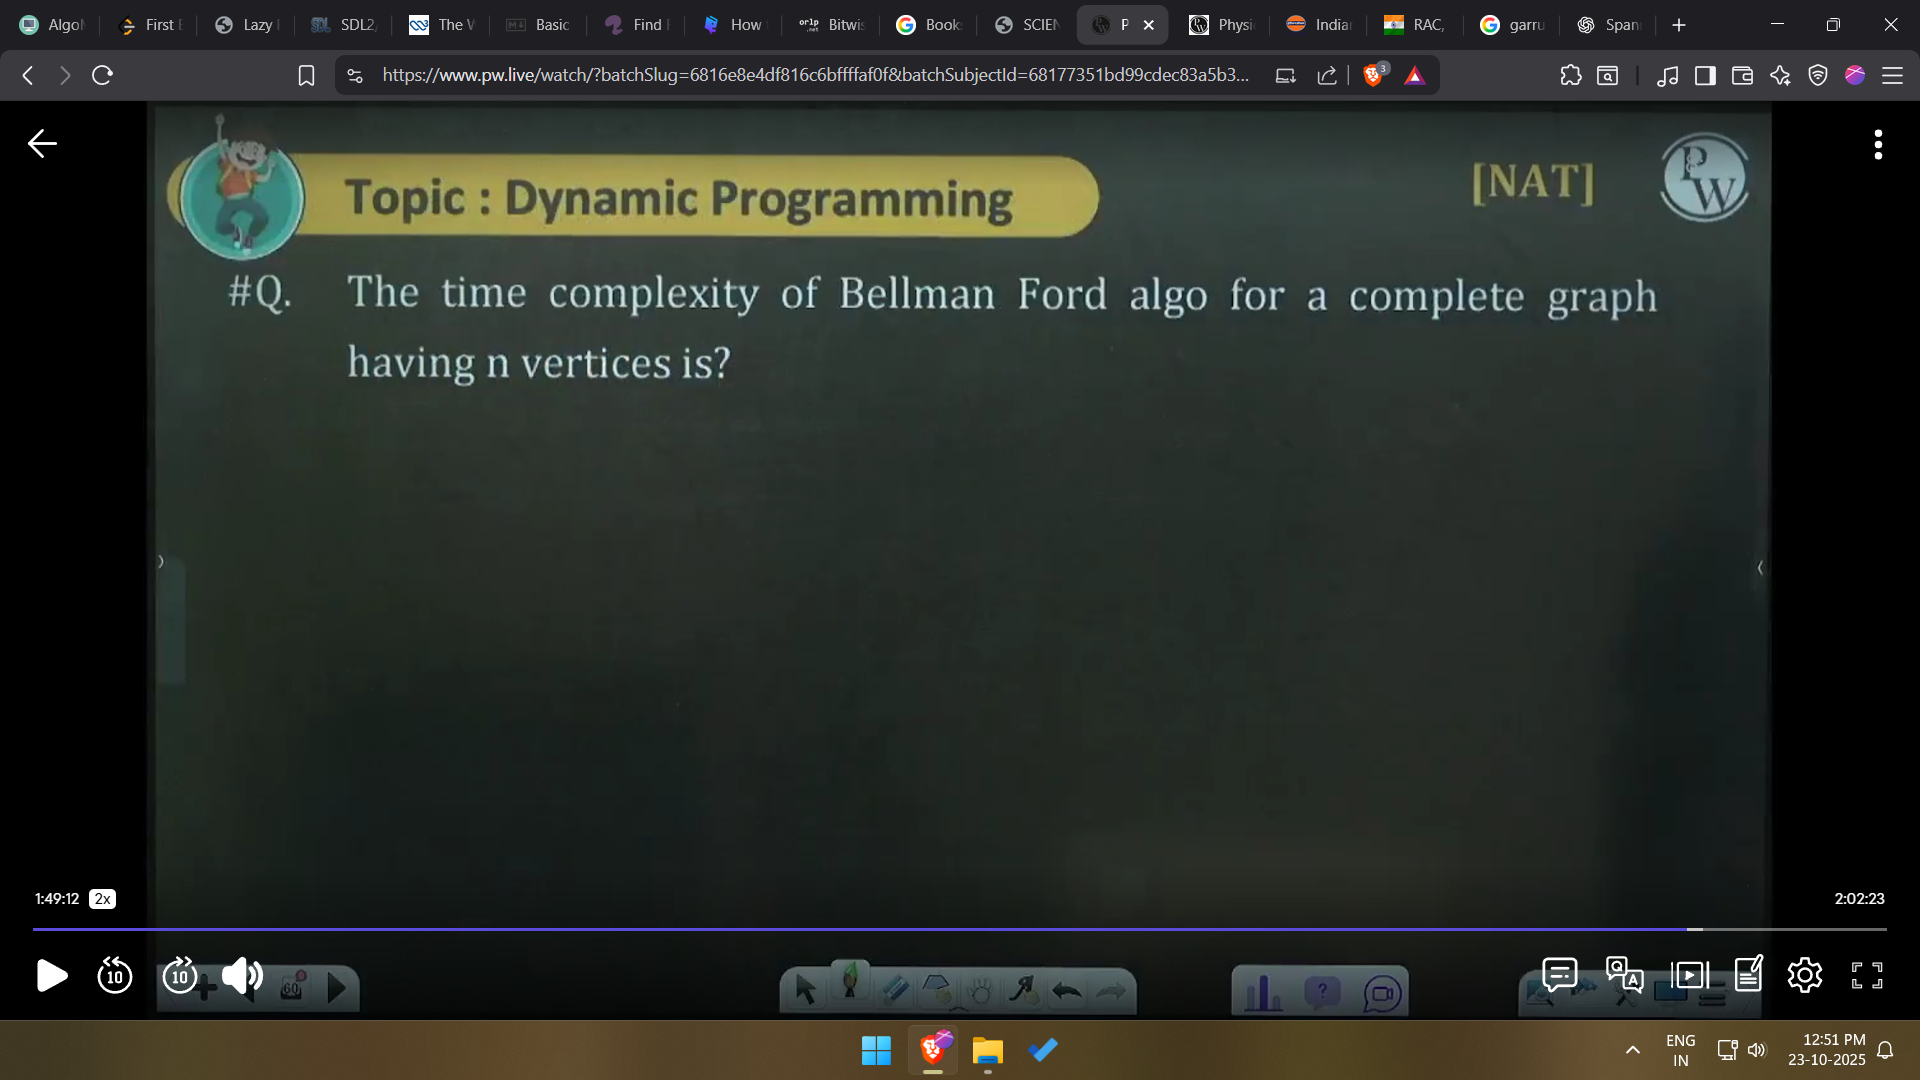 Algo
First
Lazy
SDL2,
The W
Basic
Find
How
Bitwis
Book
SCIEN
P
Physi
India
RAC,
garru
Span
https://www.pw.live/watch/?batchSlug=6816e8e4df816c6bffffaf0f&batchSubjectId=68177351bd99cdec83a5b3...
3
Topic : Dynamic Programming
[NAT]
PW
#Q. The time complexity of Bellman Ford algo for a complete graph
having n vertices is?
1:49:12 2x
2:02:23
10
10
60
ENG
IN
12:51 PM
23-10-2025